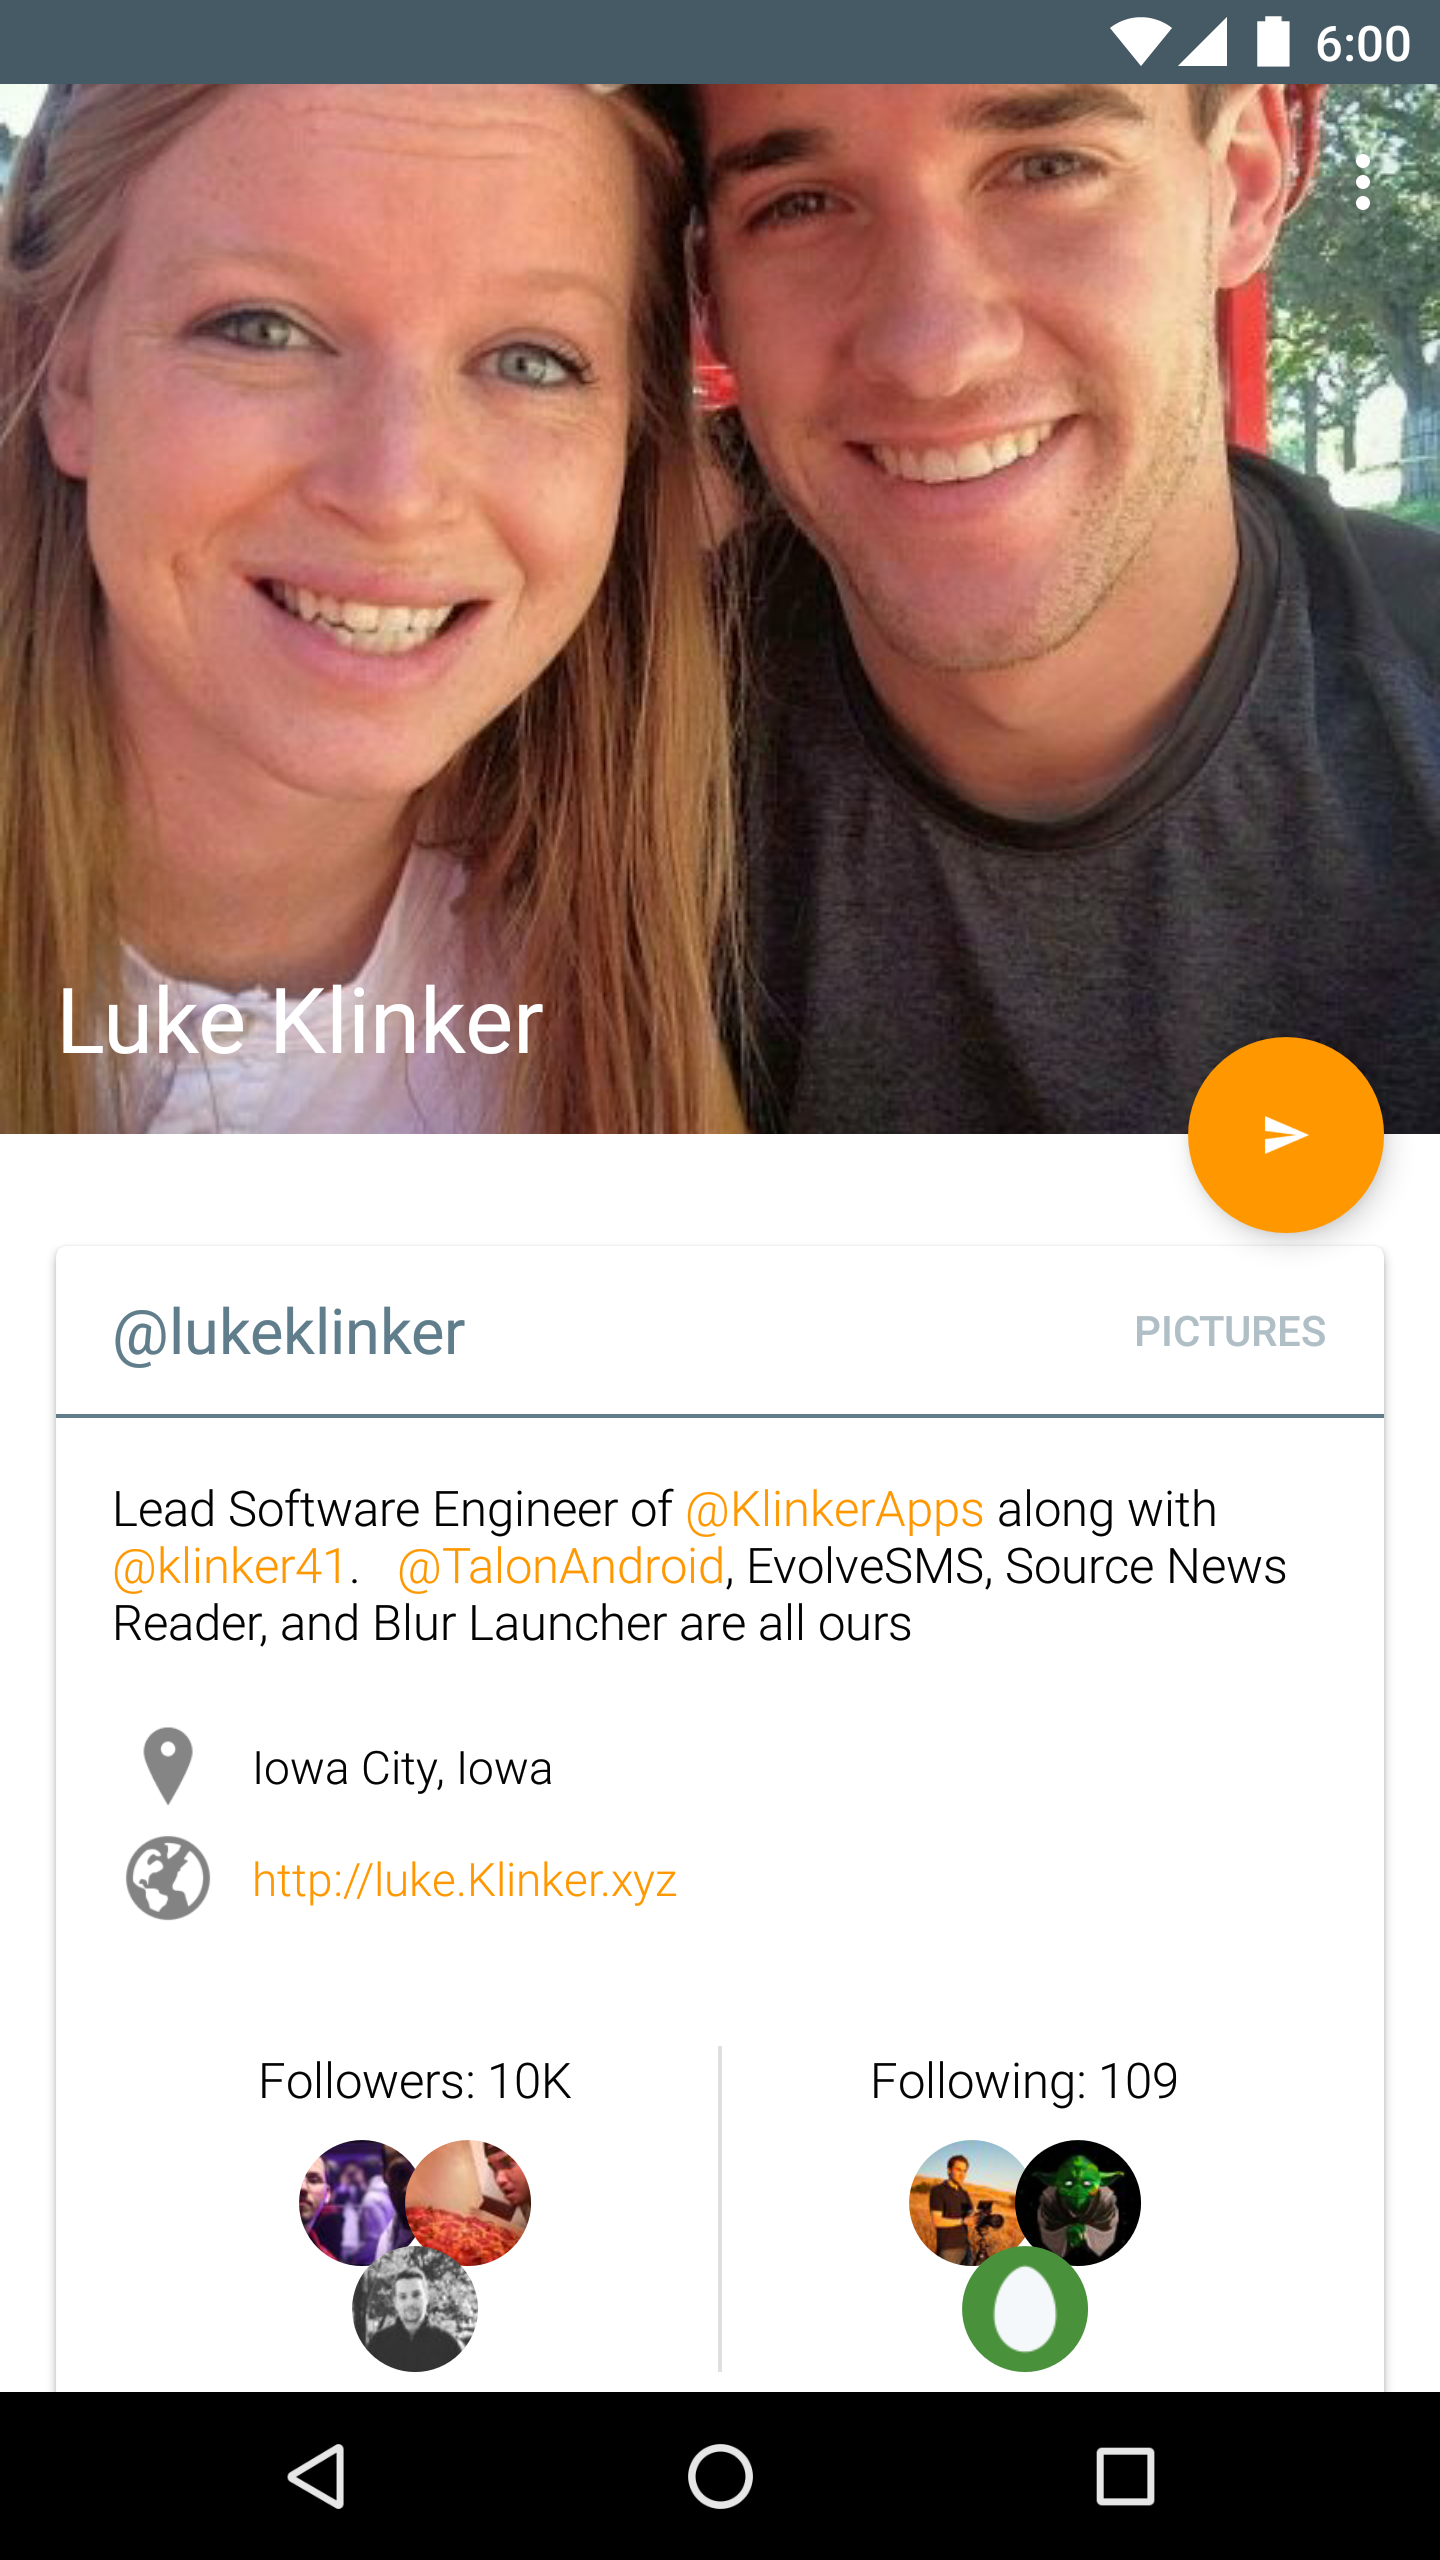 6:00
Luke Klinker
@lukeklinker
PICTURES
Lead Software Engineer of @KlinkerApps along with
@klinker41.   @TalonAndroid, EvolveSMS, Source News
Reader, and Blur Launcher are all ours
Iowa City, Iowa
http://luke.Klinker.xyz
Followers: 10K
Following: 109